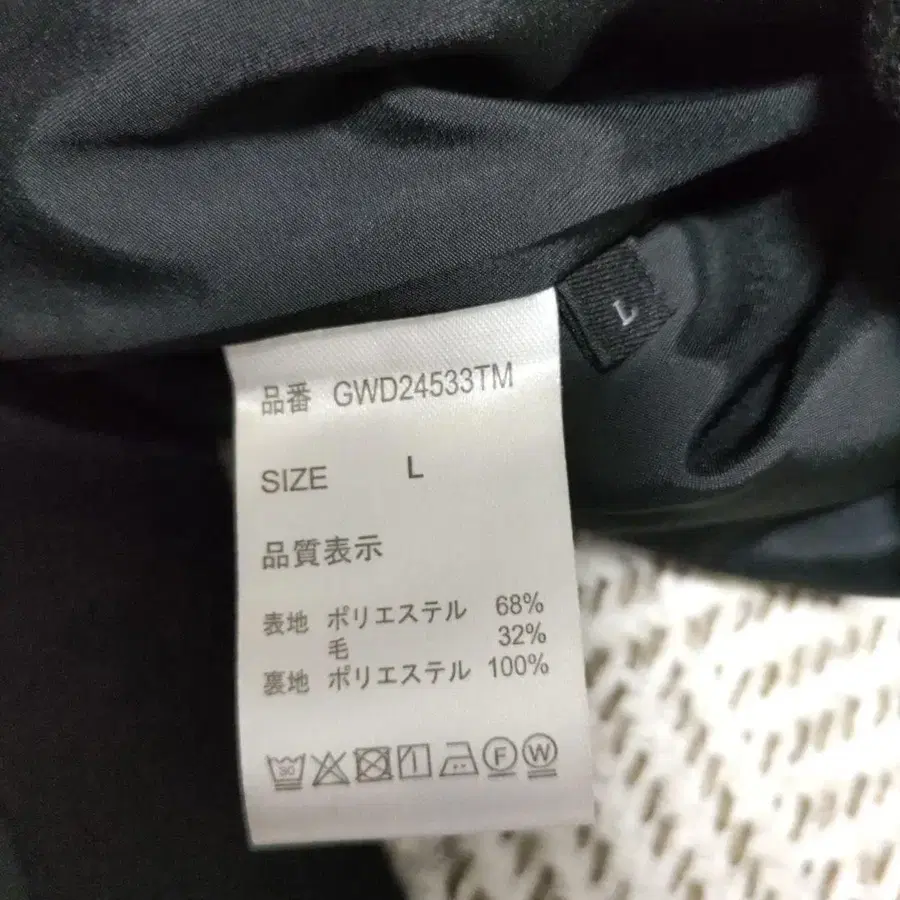 L
品番 GWD24533TM
SIZE L
品質表示
表地 ポリエステル 68%
毛 32%
裏地 ポリエステル 100%
30 F W